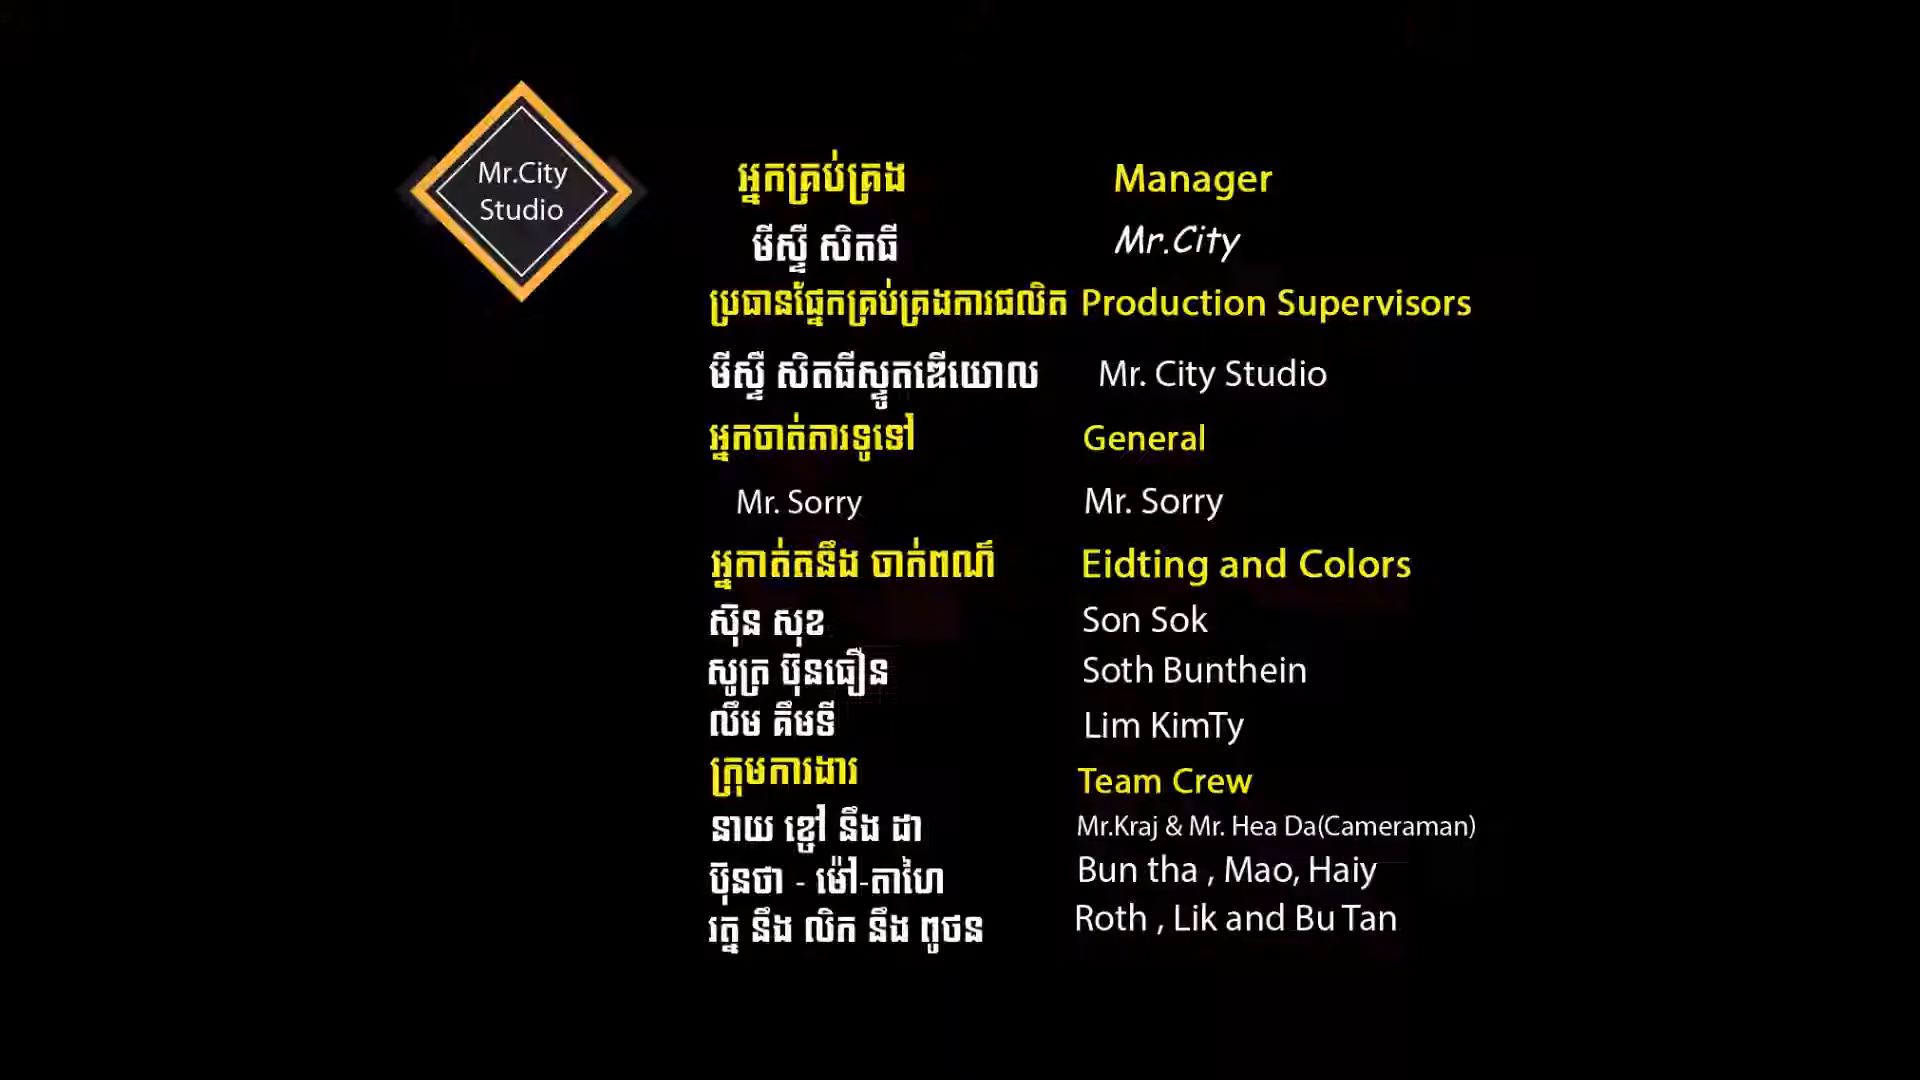 Mr.City
Studio
អ្នកគ្រប់គ្រង Manager
មីស្ទឺ សិតធី Mr.City
ប្រធានផ្នែកគ្រប់គ្រងការផលិត Production Supervisors
មីស្ទឺ សិតធីស្ទូតឌើយោល Mr. City Studio
អ្នកចាត់ការទូទៅ General
Mr. Sorry Mr. Sorry
អ្នកាត់តនឹង ចាក់ពណ៌ Eidting and Colors
ស៊ុន សុខ Son Sok
សូត្រ ប៊ុនធឿន Soth Bunthein
លឹម គឹមទី Lim KimTy
ក្រុមការងារ Team Crew
នាយ ខ្ចៅ នឹង ដា Mr.Kraj & Mr. Hea Da(Cameraman)
ប៊ុនថា - ម៉ៅ-តាហៃ Bun tha , Mao, Haiy
រត្ន នឹង លិក នឹង ពូថន Roth , Lik and Bu Tan